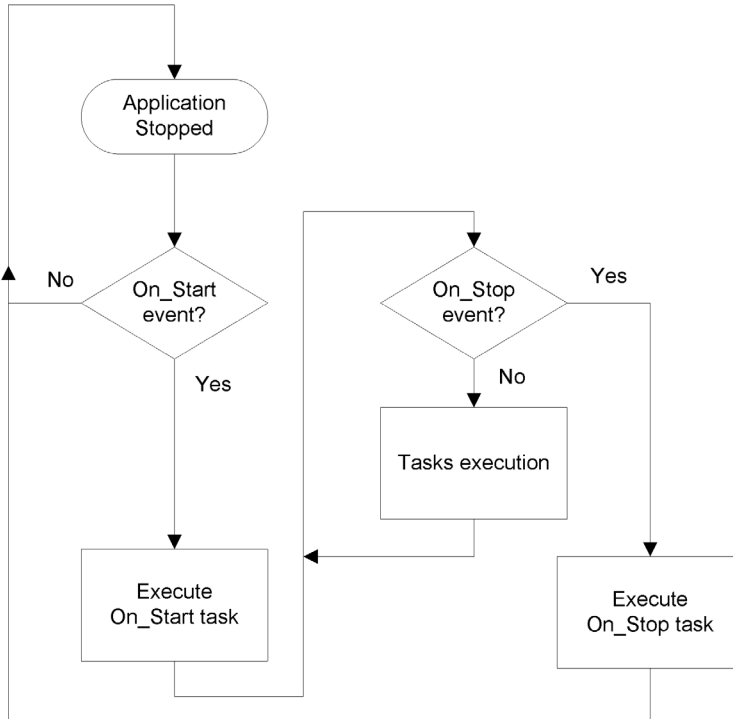 Application
Stopped
No
On_Start
event?
Yes
On_Stop
event?
Yes
No
Tasks execution
Execute
On_Start task
Execute
On_Stop task